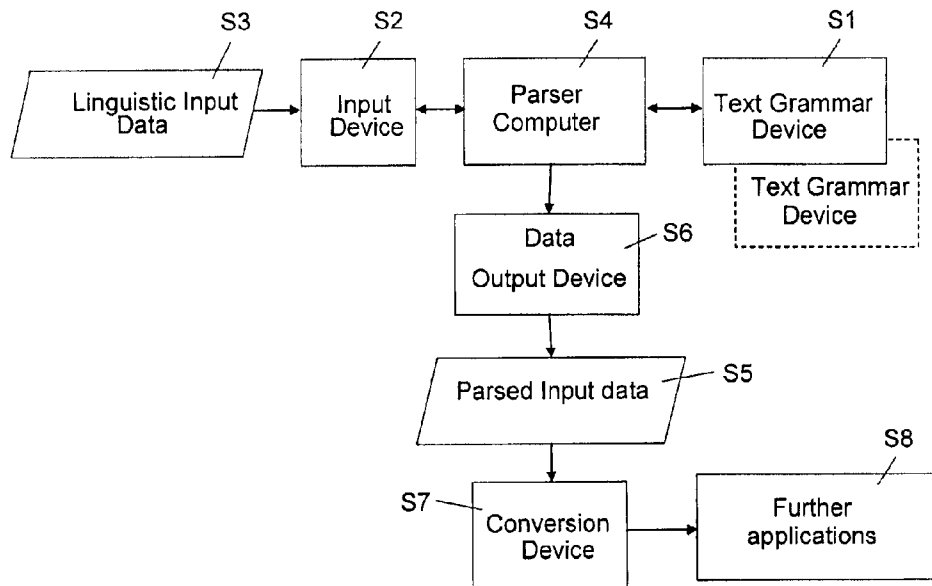 S3
S2
S4
S1
Linguistic Input
Data
Input
Device
Parser
Computer
Text Grammar
Device
Text Grammar
Device
S6
Data
Output Device
S5
Parsed Input data
S8
S7
Conversion
Device
Further
applications